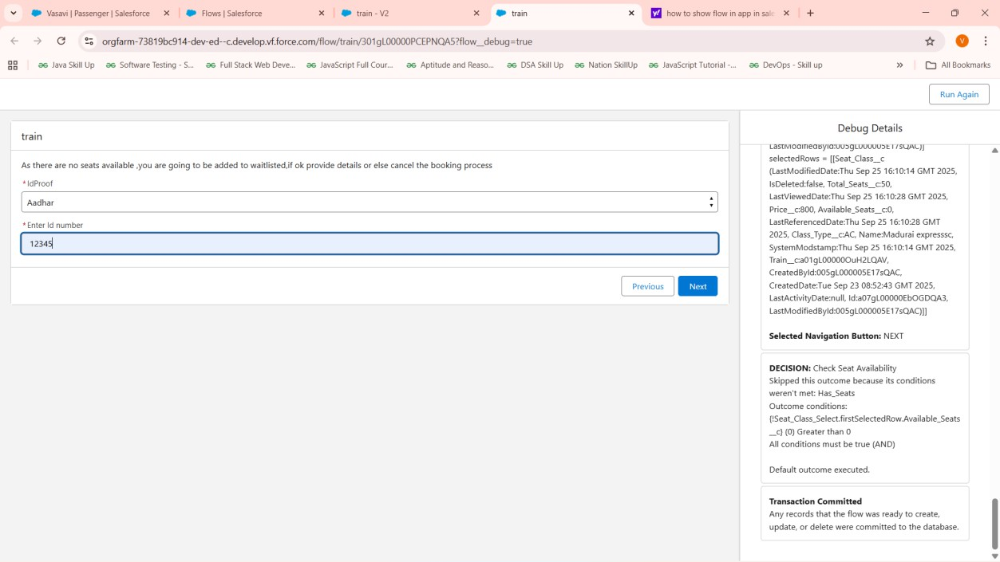 Vasavi | Passenger | Salesforce
Flows | Salesforce
train - V2
train
how to show flow in app in sale
orgfarm-73819bc914-dev-ed--c.develop.vf.force.com/flow/train/301gL00000PCEPNQA5?flow__debug=true
V
Java Skill Up
Software Testing - S...
Full Stack Web Deve...
JavaScript Full Cour...
Aptitude and Reaso...
DSA Skill Up
Nation SkillUp
JavaScript Tutorial -...
DevOps - Skill up
All Bookmarks
Run Again
train
As there are no seats available ,you are going to be added to waitlisted,if ok provide details or else cancel the booking process
*IdProof
Aadhar
*Enter Id number
12345
Previous
Next
Debug Details
LastModifiedById:005gL000005E17sQAC)]
selectedRows = [[Seat_Class__c
(LastModifiedDate:Thu Sep 25 16:10:14 GMT 2025,
IsDeleted:false, Total_Seats__c:50,
LastViewedDate:Thu Sep 25 16:10:28 GMT 2025,
Price__c:800, Available_Seats__c:0,
LastReferencedDate:Thu Sep 25 16:10:28 GMT
2025, Class_Type__c:AC, Name:Madurai expresssc,
SystemModstamp:Thu Sep 25 16:10:14 GMT 2025,
Train__c:a01gL00000OuH2LQAV,
CreatedById:005gL000005E17sQAC,
CreatedDate:Tue Sep 23 08:52:43 GMT 2025,
LastActivityDate:null, Id:a07gL00000EbOGDQA3,
LastModifiedById:005gL000005E17sQAC)]]
Selected Navigation Button: NEXT
DECISION: Check Seat Availability
Skipped this outcome because its conditions
weren't met: Has_Seats
Outcome conditions:
{!Seat_Class_Select.firstSelectedRow.Available_Seats
__c} (0) Greater than 0
All conditions must be true (AND)
Default outcome executed.
Transaction Committed
Any records that the flow was ready to create,
update, or delete were committed to the database.